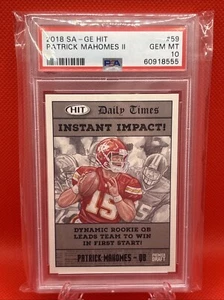 2018 SA-GE HIT #59
PATRICK MAHOMES II GEM MT
10
PSA 60918555
HIT Daily Times
INSTANT IMPACT!
15
DYNAMIC ROOKIE QB
LEADS TEAM TO WIN
IN FIRST START!
PATRICK MAHOMES - QB